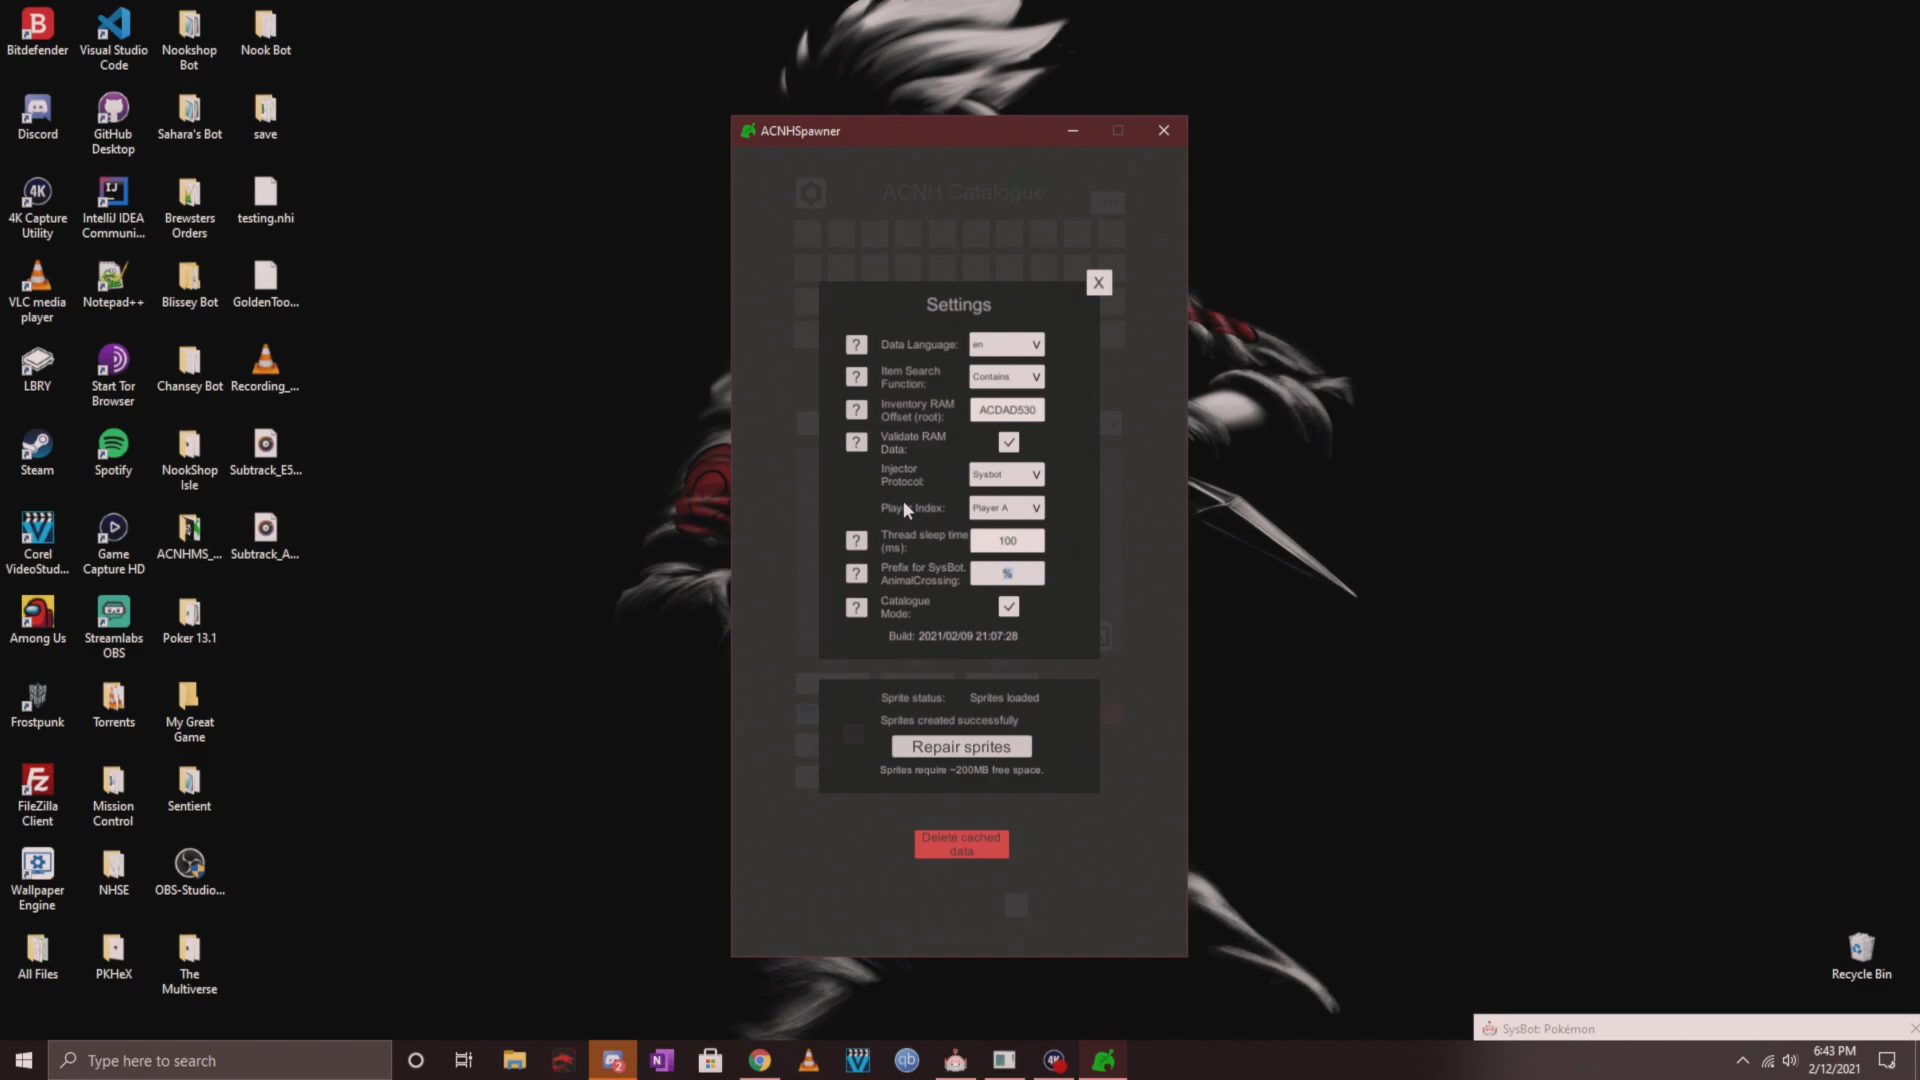 Bitdefender
Visual Studio
Code
Nookshop
Bot
Nook Bot
Discord
GitHub
Desktop
Sahara's Bot
save
4K Capture
Utility
IntelliJ IDEA
Communi...
Brewsters
Orders
testing.nhi
VLC media
player
Notepad++
Blissey Bot
GoldenToo...
LBRY
Start Tor
Browser
Chansey Bot
Recording_...
Steam
Spotify
NookShop
Isle
Subtrack_E5...
Corel
VideoStud...
Game
Capture HD
ACNHMS_...
Subtrack_A...
Among Us
Streamlabs
OBS
Poker 13.1
Frostpunk
Torrents
My Great
Game
FileZilla
Client
Mission
Control
Sentient
Wallpaper
Engine
NHSE
OBS-Studio...
All Files
PKHeX
The
Multiverse
ACNHSpawner
ACNH Catalogue
X
Settings
? Data Language: en V
? Item Search
Function: Contains V
? Inventory RAM
Offset (root): ACDAD530
? Validate RAM
Data:
Injector
Protocol: Sysbot V
Index: Player A V
? Thread sleep time
(ms): 100
? Prefix for SysBot.
AnimalCrossing: %
? Catalogue
Mode:
Build: 2021/02/09 21:07:28
Sprite status: Sprites loaded
Sprites created successfully
Repair sprites
Sprites require ~200MB free space.
Delete cached
data
Recycle Bin
SysBot: Pokémon
Type here to search
6:43 PM
2/12/2021